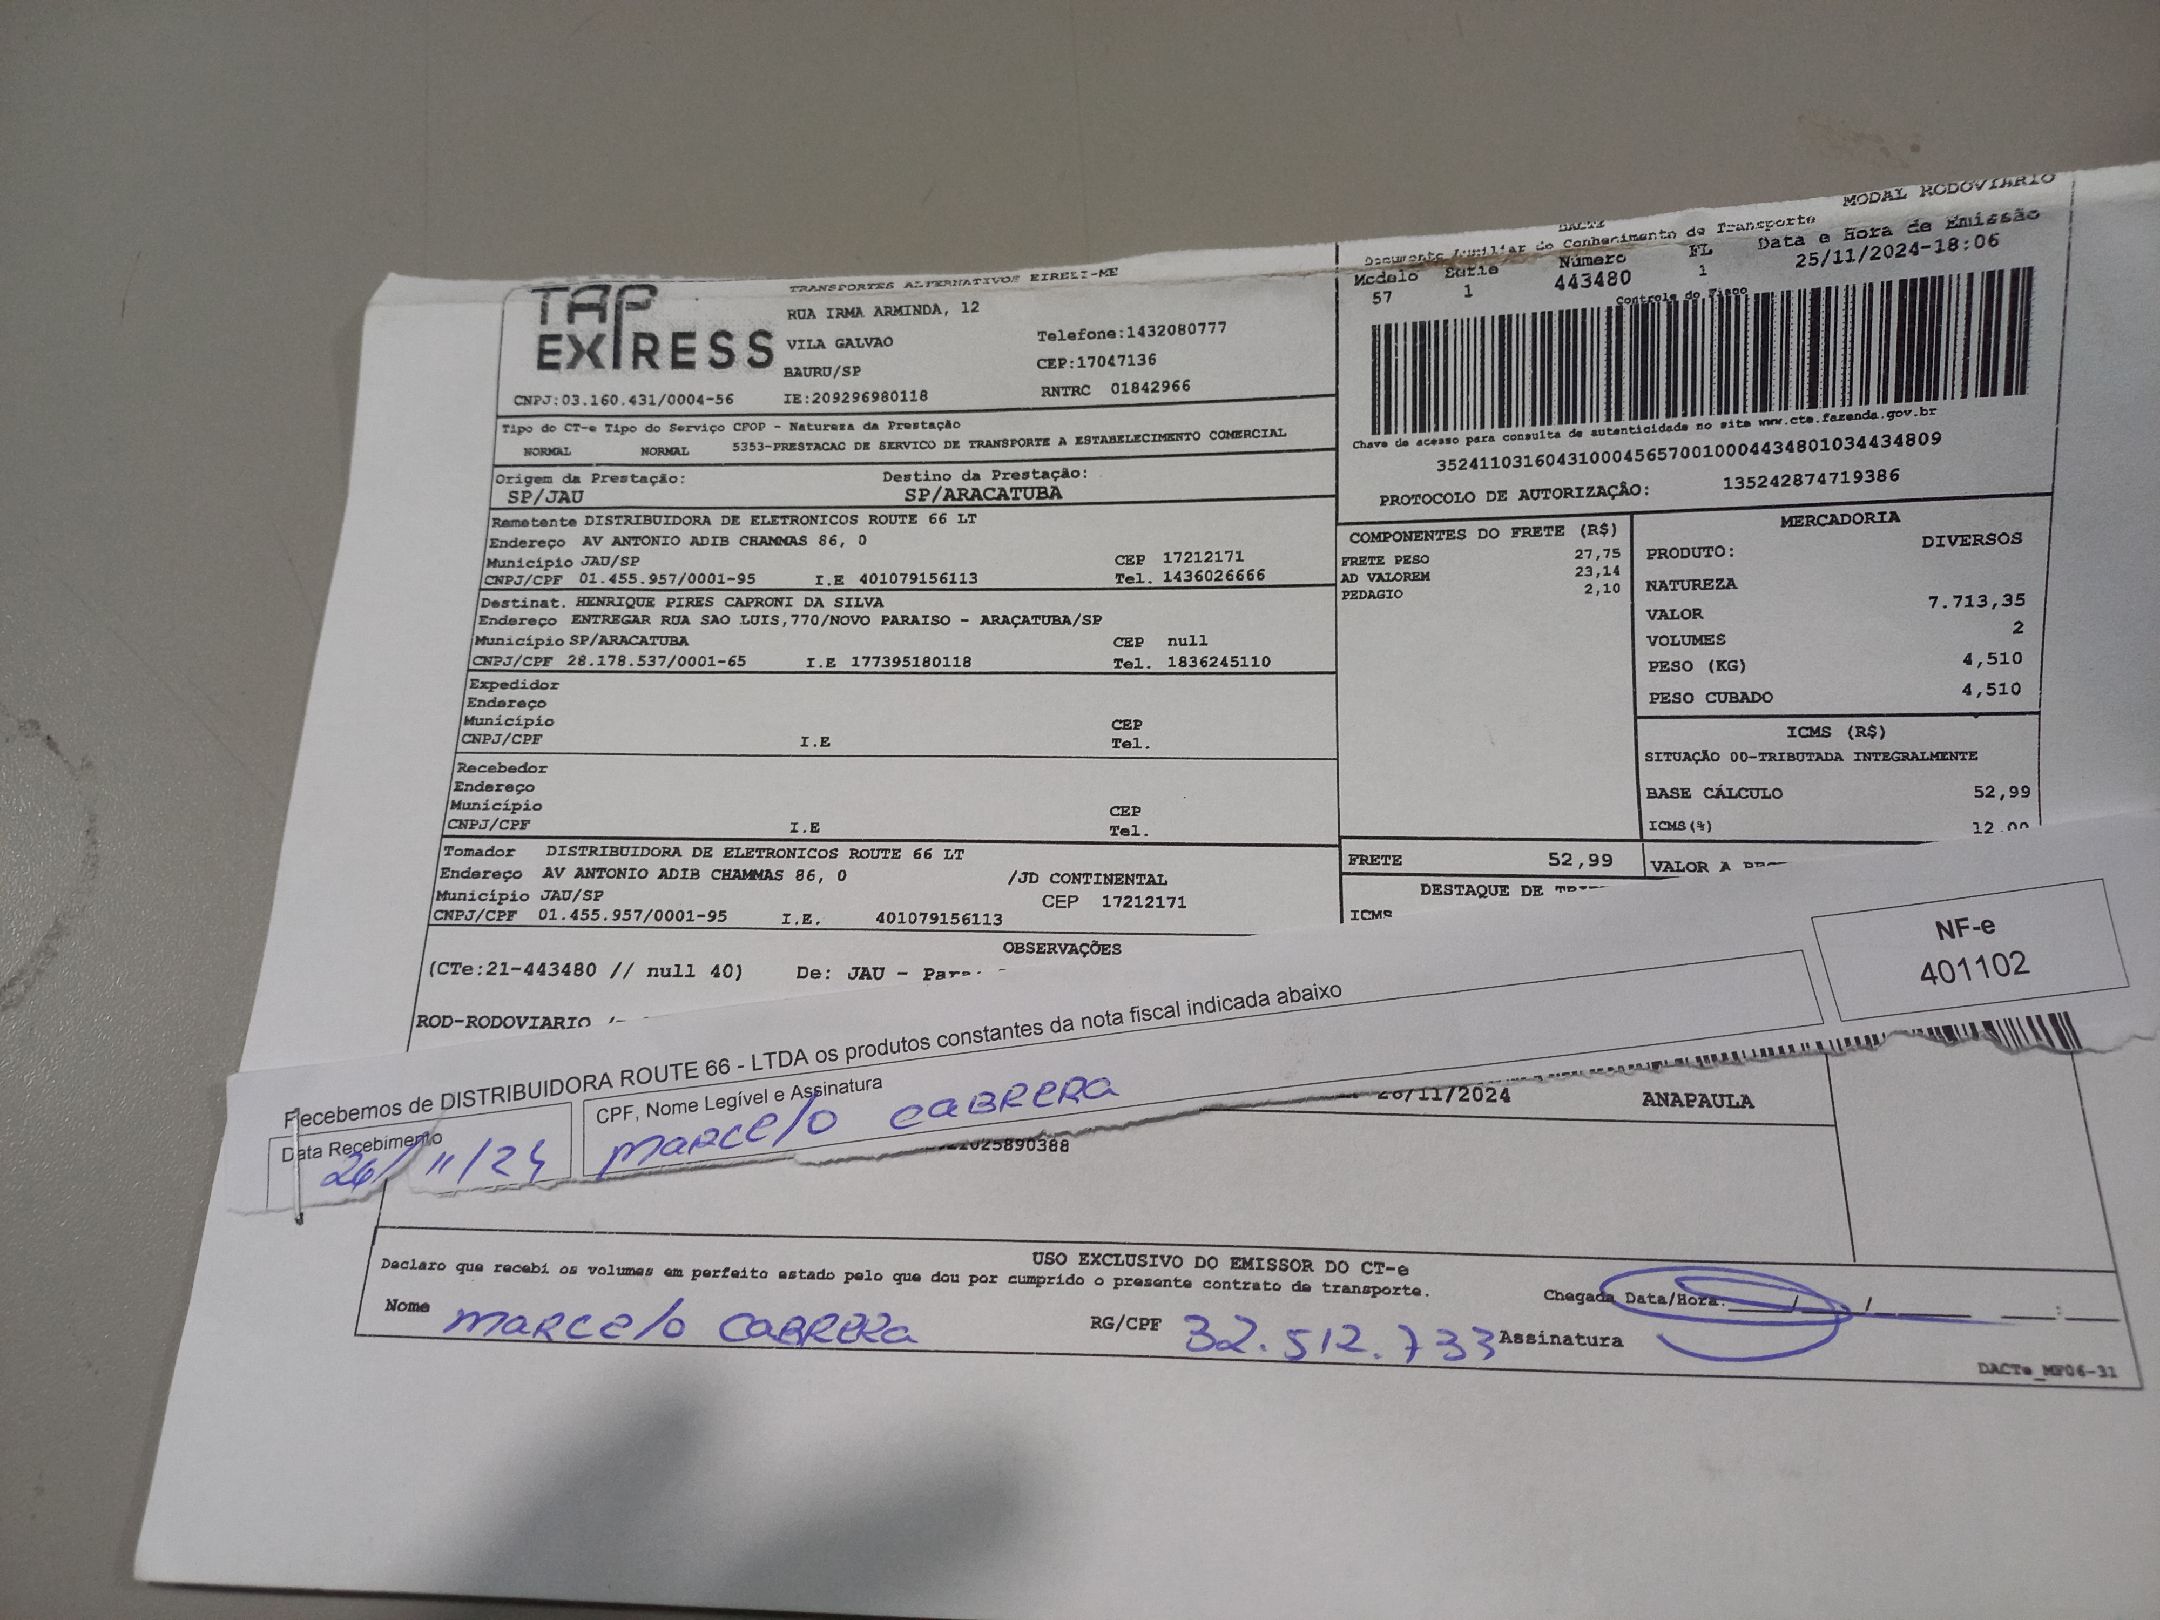 MODAL RODOVIARIO
DACTE
Documento Auxiliar do Conhecimento de Transporte
Modelo Série Número FL Data e Hora de Emissão
57 1 443480 1 25/11/2024-18:06
Controle do Fisco
TAP EXPRESS
TRANSPORTES ALTERNATIVOS EIRELI-ME
RUA IRMA ARMINDA, 12
VILA GALVAO Telefone:1432080777
BAURU/SP CEP:17047136
CNPJ:03.160.431/0004-56 IE:209296980118 RNTRC 01842966
Chave de acesso para consulta de autenticidade no site www.cte.fazenda.gov.br
35241103160431000456570010004434801034434809
PROTOCOLO DE AUTORIZAÇÃO: 135242874719386
Tipo do CT-e Tipo do Serviço CFOP - Natureza da Prestação
NORMAL NORMAL 5353-PRESTACAO DE SERVICO DE TRANSPORTE A ESTABELECIMENTO COMERCIAL
Origem da Prestação: Destino da Prestação:
SP/JAU SP/ARACATUBA
Remetente DISTRIBUIDORA DE ELETRONICOS ROUTE 66 LT
Endereço AV ANTONIO ADIB CHAMMAS 86, 0
Município JAU/SP CEP 17212171
CNPJ/CPF 01.455.957/0001-95 I.E 401079156113 Tel. 1436026666
Destinat. HENRIQUE PIRES CAPRONI DA SILVA
Endereço ENTREGAR RUA SAO LUIS,770/NOVO PARAISO - ARAÇATUBA/SP
Município SP/ARACATUBA CEP null
CNPJ/CPF 28.178.537/0001-65 I.E 177395180118 Tel. 1836245110
Expedidor
Endereço
Município CEP
CNPJ/CPF I.E Tel.
Recebedor
Endereço
Município CEP
CNPJ/CPF I.E Tel.
Tomador DISTRIBUIDORA DE ELETRONICOS ROUTE 66 LT
Endereço AV ANTONIO ADIB CHAMMAS 86, 0 /JD CONTINENTAL
Município JAU/SP CEP 17212171
CNPJ/CPF 01.455.957/0001-95 I.E. 401079156113
COMPONENTES DO FRETE (R$)
FRETE PESO 27,75
AD VALOREM 23,14
PEDAGIO 2,10
MERCADORIA
PRODUTO: DIVERSOS
NATUREZA
VALOR 7.713,35
VOLUMES 2
PESO (KG) 4,510
PESO CUBADO 4,510
ICMS (R$)
SITUAÇÃO 00-TRIBUTADA INTEGRALMENTE
BASE CÁLCULO 52,99
ICMS(%) 12,00
FRETE 52,99 VALOR A
DESTAQUE DE
ICMS
OBSERVAÇÕES
(CTe:21-443480 // null 40) De: JAU - Para:
ROD-RODOVIARIO
Recebemos de DISTRIBUIDORA ROUTE 66 - LTDA os produtos constantes da nota fiscal indicada abaixo
NF-e
401102
Data Recebimento CPF, Nome Legível e Assinatura
26/11/24 MARCELO CABRERA
26/11/2024 ANAPAULA
025890388
USO EXCLUSIVO DO EMISSOR DO CT-e
Declaro que recebi os volumes em perfeito estado pelo que dou por cumprido o presente contrato de transporte.
Nome MARCELO CABRERA RG/CPF 32.512.733 Assinatura
Chegada Data/Hora: / / :
DACTe_MF06-31